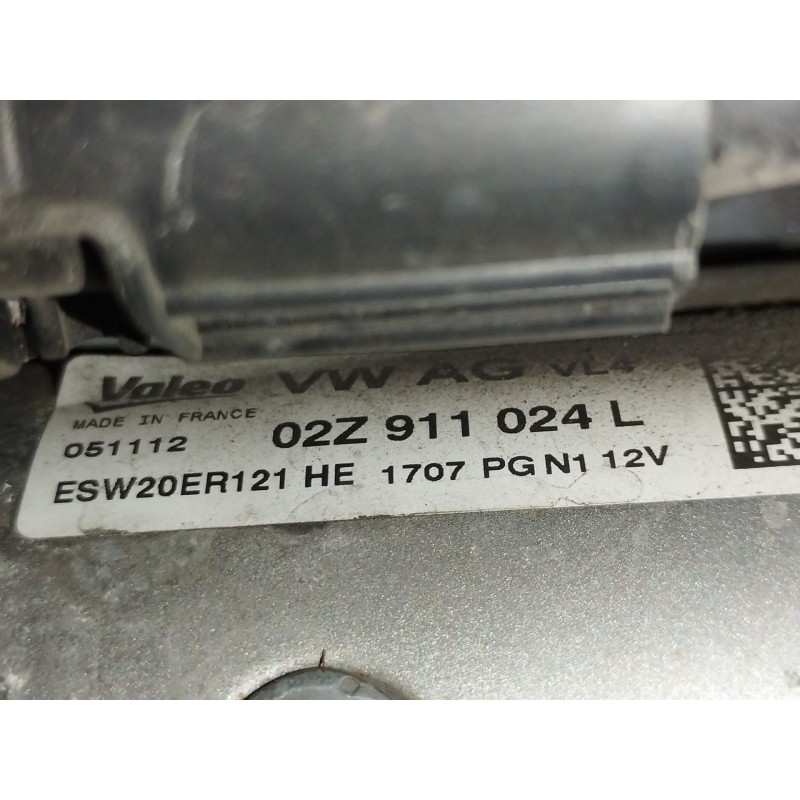 Valeo VW AG VL4
MADE IN FRANCE
051112 02Z 911 024 L
ESW20ER121 HE 1707 PG N1 12V